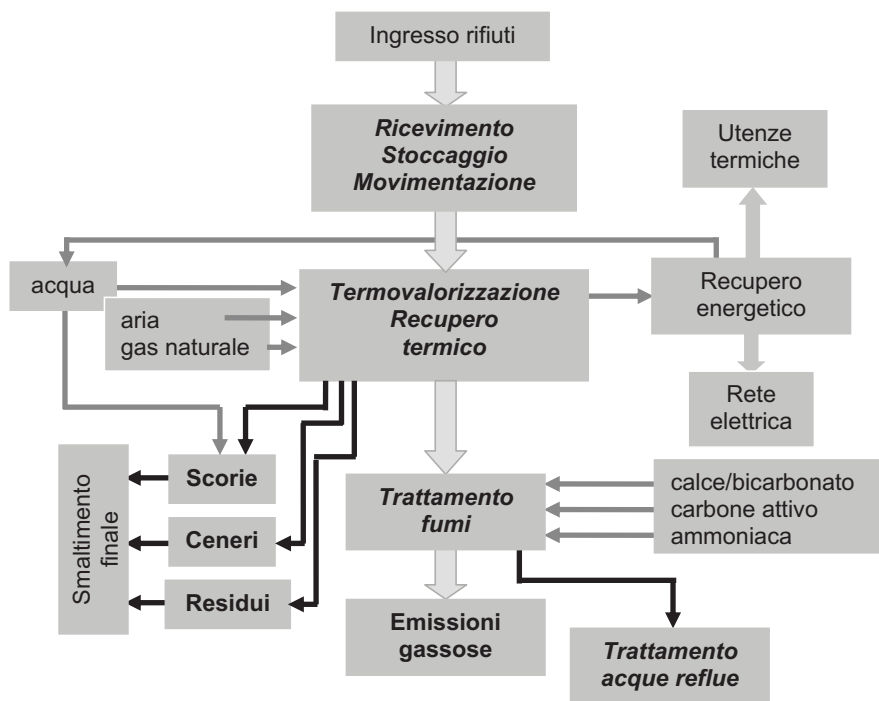 Ingresso rifiuti
Ricevimento
Stoccaggio
Movimentazione
Utenze
termiche
acqua
aria
gas naturale
Termovalorizzazione
Recupero
termico
Recupero
energetico
Rete
elettrica
Smaltimento
finale
Scorie
Ceneri
Residui
Trattamento
fumi
calce/bicarbonato
carbone attivo
ammoniaca
Emissioni
gassose
Trattamento
acque reflue